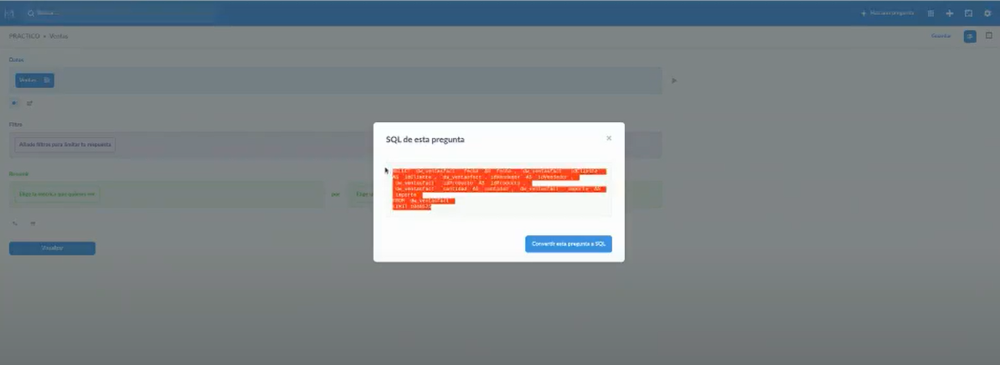 Buscar...
Hacer una pregunta
PRACTICO • Ventas
Guardar
Datos
Ventas
Filtro
Añade filtros para limitar tu respuesta
Resumir
Elige la métrica que quieres ver
por
Elige
Visualizar
SQL de esta pregunta
SELECT `dw_ventasfact`.`fecha` AS `fecha`, `dw_ventasfact`.`idCliente`
AS `idCliente`, `dw_ventasfact`.`idVendedor` AS `idVendedor`,
`dw_ventasfact`.`idProducto` AS `idProducto`,
`dw_ventasfact`.`cantidad` AS `cantidad`, `dw_ventasfact`.`importe` AS
`importe`
FROM `dw_ventasfact`
LIMIT 1048575
Convertir esta pregunta a SQL